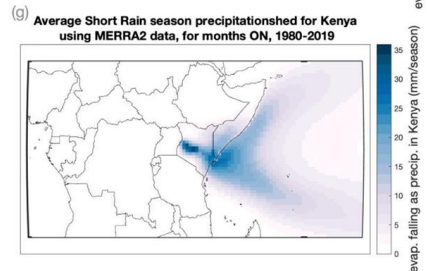 (g)
Average Short Rain season precipitationshed for Kenya
using MERRA2 data, for months ON, 1980-2019
35
30
25
20
15
10
5
0
evap. falling as precip. in Kenya (mm/season)